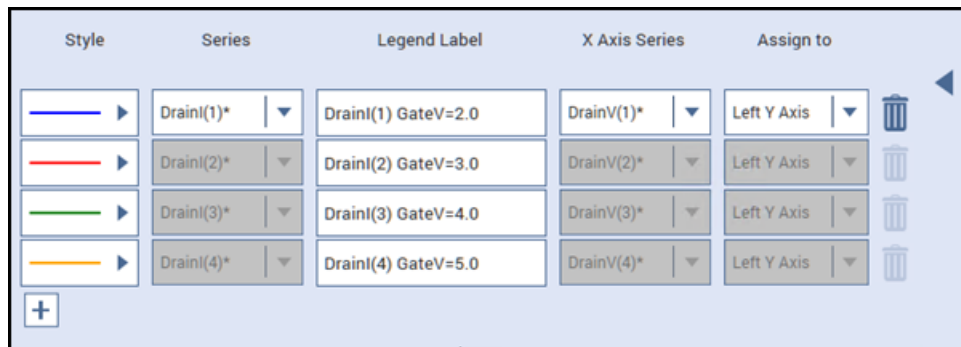 Style Series Legend Label X Axis Series Assign to
DrainI(1)* DrainI(1) GateV=2.0 DrainV(1)* Left Y Axis
DrainI(2)* DrainI(2) GateV=3.0 DrainV(2)* Left Y Axis
DrainI(3)* DrainI(3) GateV=4.0 DrainV(3)* Left Y Axis
DrainI(4)* DrainI(4) GateV=5.0 DrainV(4)* Left Y Axis
+